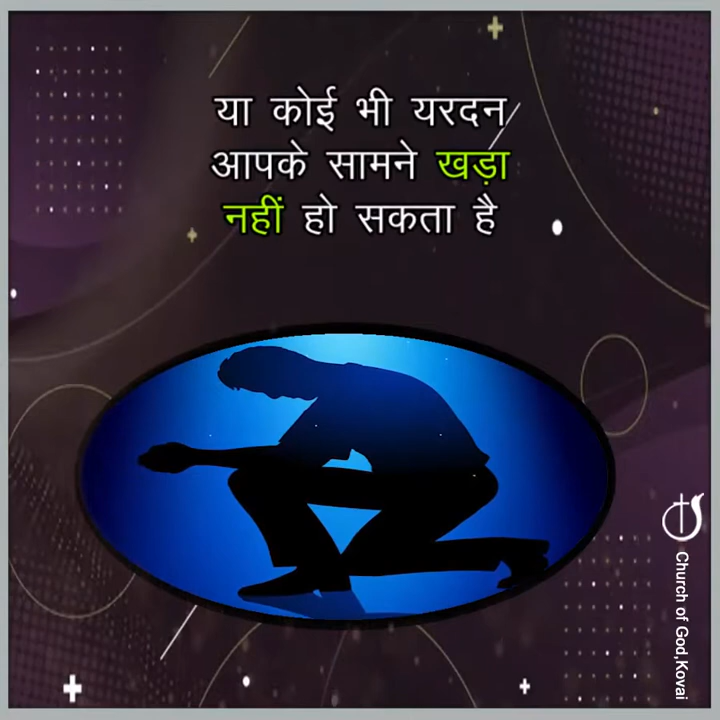 या कोई भी यरदन
आपके सामने खड़ा
नहीं हो सकता है
Church of God,Kovai